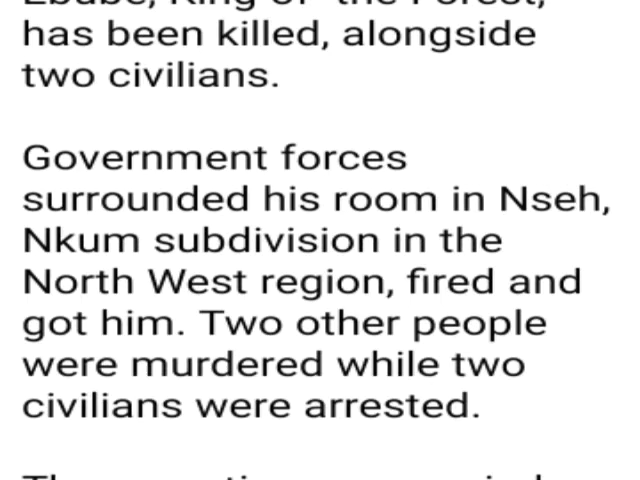 Ebube, King of the Forest,
has been killed, alongside
two civilians.
Government forces
surrounded his room in Nseh,
Nkum subdivision in the
North West region, fired and
got him. Two other people
were murdered while two
civilians were arrested.